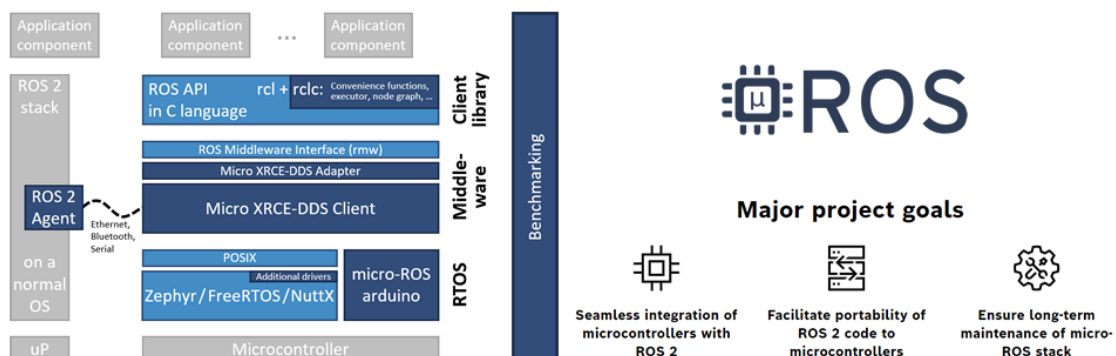 Application
component
Application
component
...
Application
component
ROS 2
stack
ROS API
in C language
rcl + rclc: Convenience functions,
executor, node graph, ...
Client
library
ROS Middleware Interface (rmw)
Micro XRCE-DDS Adapter
Micro XRCE-DDS Client
Middle-
ware
ROS 2
Agent
Ethernet,
Bluetooth,
Serial
on a
normal
OS
POSIX
Additional drivers
Zephyr/FreeRTOS/NuttX
micro-ROS
arduino
RTOS
uP
Microcontroller
Benchmarking
µ ROS
Major project goals
Seamless integration of
microcontrollers with
ROS 2
Facilitate portability of
ROS 2 code to
microcontrollers
Ensure long-term
maintenance of micro-
ROS stack